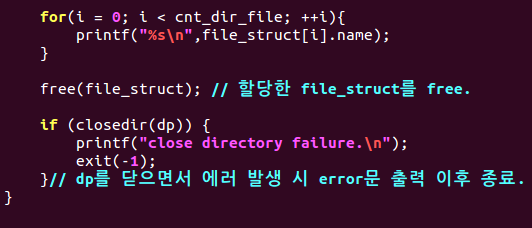 for(i = 0; i < cnt_dir_file; ++i){
printf("%s\n",file_struct[i].name);
}
free(file_struct); // 할당한 file_struct를 free.
if (closedir(dp)) {
printf("close directory failure.\n");
exit(-1);
}// dp를 닫으면서 에러 발생 시 error문 출력 이후 종료.
}